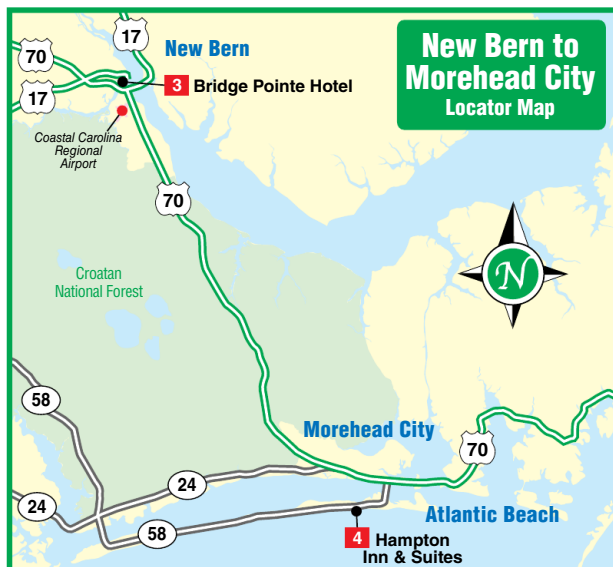 17
New Bern
New Bern to
Morehead City
Locator Map
70
17
3 Bridge Pointe Hotel
Coastal Carolina
Regional
Airport
70
N
Croatan
National Forest
58
Morehead City
70
24
24
Atlantic Beach
58
4 Hampton
Inn & Suites